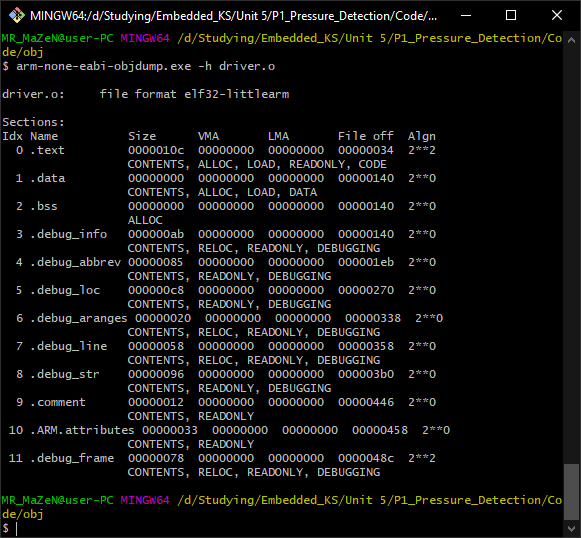 MINGW64:/d/Studying/Embedded_KS/Unit 5/P1_Pressure_Detection/Code/...
MR_MaZeN@user-PC MINGW64 /d/Studying/Embedded_KS/Unit 5/P1_Pressure_Detection/Co
de/obj
$ arm-none-eabi-objdump.exe -h driver.o

driver.o:     file format elf32-littlearm

Sections:
Idx Name          Size      VMA       LMA       File off  Algn
  0 .text         0000010c  00000000  00000000  00000034  2**2
                  CONTENTS, ALLOC, LOAD, READONLY, CODE
  1 .data         00000000  00000000  00000000  00000140  2**0
                  CONTENTS, ALLOC, LOAD, DATA
  2 .bss          00000000  00000000  00000000  00000140  2**0
                  ALLOC
  3 .debug_info   000000ab  00000000  00000000  00000140  2**0
                  CONTENTS, RELOC, READONLY, DEBUGGING
  4 .debug_abbrev 00000085  00000000  00000000  000001eb  2**0
                  CONTENTS, READONLY, DEBUGGING
  5 .debug_loc    000000c8  00000000  00000000  00000270  2**0
                  CONTENTS, READONLY, DEBUGGING
  6 .debug_aranges 00000020  00000000  00000000  00000338  2**0
                  CONTENTS, RELOC, READONLY, DEBUGGING
  7 .debug_line   00000058  00000000  00000000  00000358  2**0
                  CONTENTS, RELOC, READONLY, DEBUGGING
  8 .debug_str    00000096  00000000  00000000  000003b0  2**0
                  CONTENTS, READONLY, DEBUGGING
  9 .comment      00000012  00000000  00000000  00000446  2**0
                  CONTENTS, READONLY
 10 .ARM.attributes 00000033  00000000  00000000  00000458  2**0
                  CONTENTS, READONLY
 11 .debug_frame  00000078  00000000  00000000  0000048c  2**2
                  CONTENTS, RELOC, READONLY, DEBUGGING

MR_MaZeN@user-PC MINGW64 /d/Studying/Embedded_KS/Unit 5/P1_Pressure_Detection/Co
de/obj
$